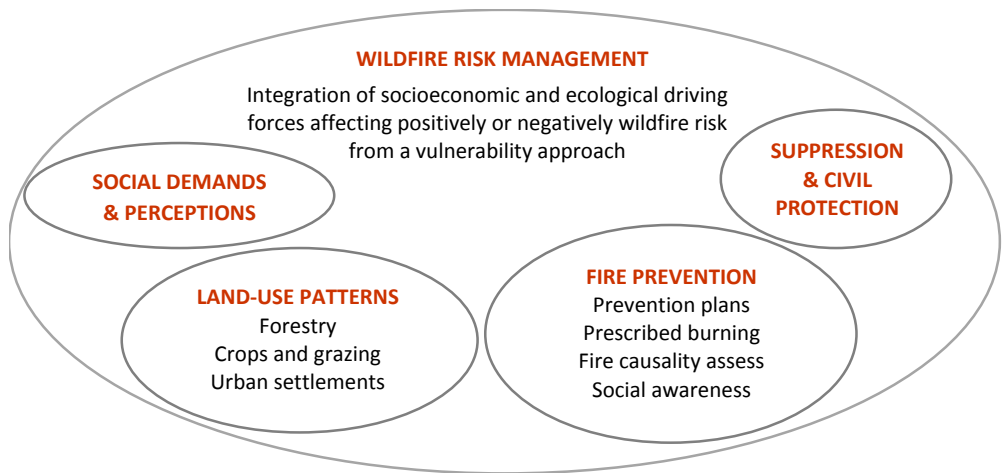 WILDFIRE RISK MANAGEMENT
Integration of socioeconomic and ecological driving
forces affecting positively or negatively wildfire risk
from a vulnerability approach
SOCIAL DEMANDS
& PERCEPTIONS
SUPPRESSION
& CIVIL
PROTECTION
LAND-USE PATTERNS
Forestry
Crops and grazing
Urban settlements
FIRE PREVENTION
Prevention plans
Prescribed burning
Fire causality assess
Social awareness